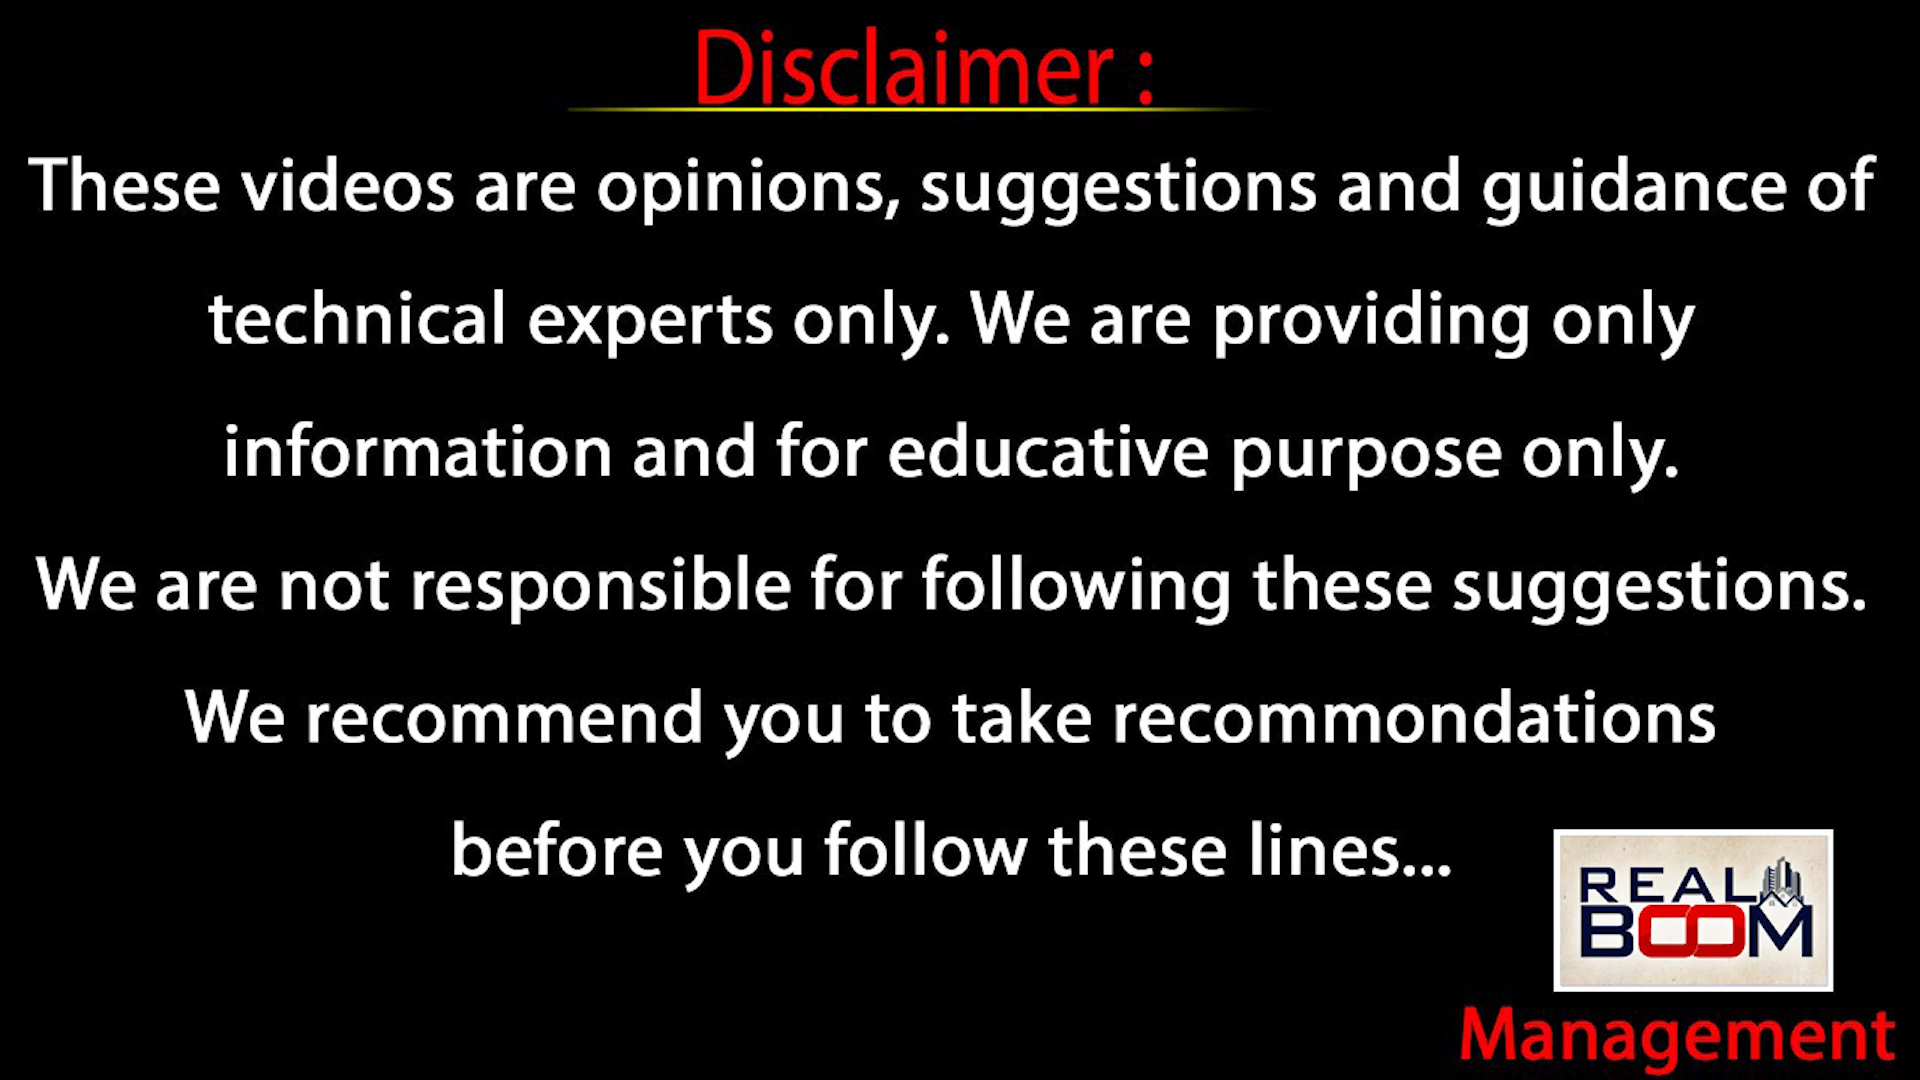 Disclaimer :
These videos are opinions, suggestions and guidance of
technical experts only. We are providing only
information and for educative purpose only.
We are not responsible for following these suggestions.
We recommend you to take recommondations
before you follow these lines...
REAL
BOOM
Management